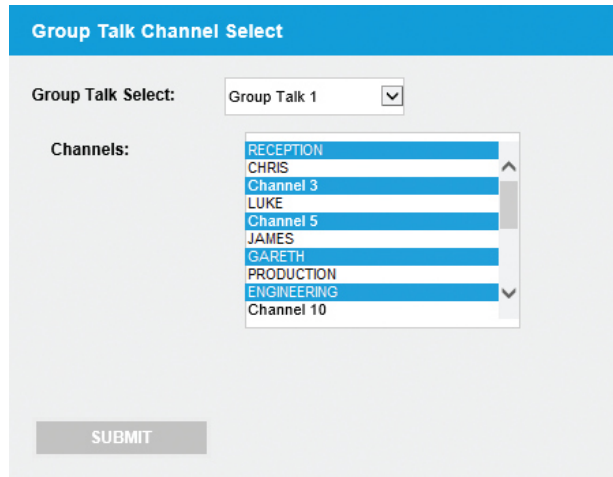 Group Talk Channel Select
Group Talk Select: Group Talk 1
Channels:
RECEPTION
CHRIS
Channel 3
LUKE
Channel 5
JAMES
GARETH
PRODUCTION
ENGINEERING
Channel 10
SUBMIT